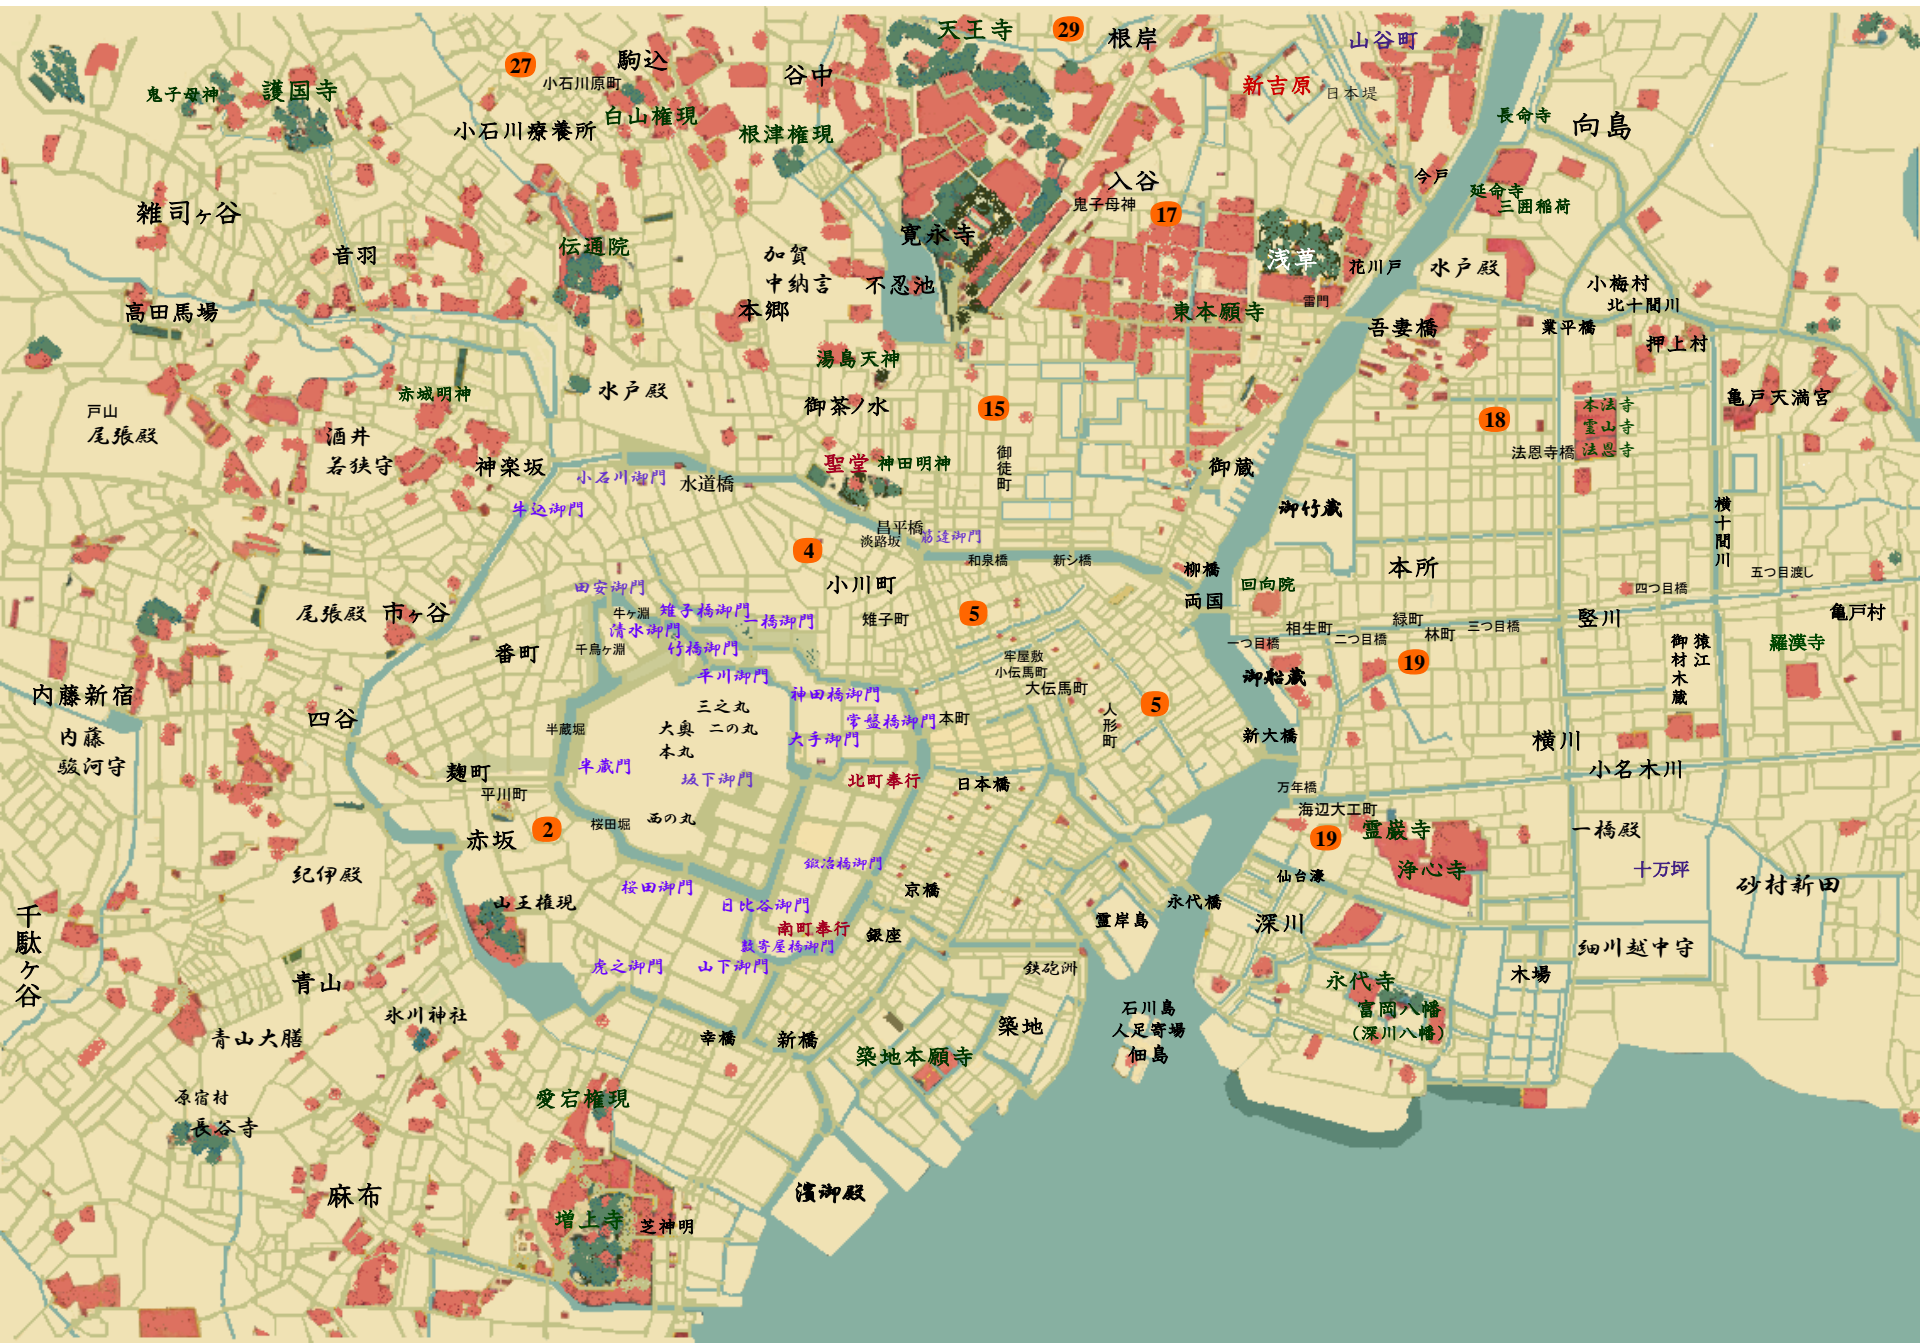 天王寺
29
根岸
山谷町
27
駒込
小石川原町
谷中
新吉原
日本堤
鬼子母神
護国寺
白山権現
小石川療養所
根津権現
長命寺
向島
入谷
鬼子母神
今戸
延命寺
三囲稲荷
雑司ヶ谷
17
音羽
伝通院
寛永寺
浅草
加賀
中納言
花川戸
水戸殿
不忍池
小梅村
北十間川
高田馬場
本郷
東本願寺
雷門
吾妻橋
業平橋
押上村
湯島天神
赤城明神
水戸殿
亀戸天満宮
戸山
尾張殿
御茶ノ水
15
本法寺
18
霊山寺
酒井
若狭守
法恩寺橋
法恩寺
神楽坂
聖堂
神田明神
御徒町
御蔵
小石川御門
水道橋
牛込御門
御竹蔵
横十間川
昌平橋
筋違御門
淡路坂
4
和泉橋
新シ橋
柳橋
本所
五つ目渡し
小川町
回向院
四つ目橋
田安御門
両国
尾張殿
市ヶ谷
牛ヶ淵
雉子橋御門
一橋御門
雉子町
5
緑町
竪川
亀戸村
清水御門
相生町
林町
三つ目橋
一つ目橋
二つ目橋
番町
千鳥ヶ淵
竹橋御門
牢屋敷
小伝馬町
大伝馬町
御材木蔵
猿江
羅漢寺
19
平川御門
御船蔵
内藤新宿
神田橋御門
5
四谷
三之丸
常盤橋御門
本町
人形町
半蔵堀
大奥
二の丸
内藤
駿河守
本丸
大手御門
新大橋
横川
半蔵門
麹町
坂下御門
北町奉行
日本橋
小名木川
平川町
万年橋
海辺大工町
赤坂
2
桜田堀
西の丸
19
霊巌寺
一橋殿
紀伊殿
鍛冶橋御門
浄心寺
十万坪
桜田御門
京橋
仙台濠
砂村新田
山王権現
日比谷御門
永代橋
霊岸島
深川
千駄ヶ谷
南町奉行
銀座
数寄屋橋御門
細川越中守
虎之御門
山下御門
鉄砲洲
木場
青山
永代寺
氷川神社
石川島
人足寄場
佃島
富岡八幡
(深川八幡)
築地
青山大膳
幸橋
新橋
築地本願寺
原宿村
愛宕権現
長谷寺
麻布
濱御殿
増上寺
芝神明